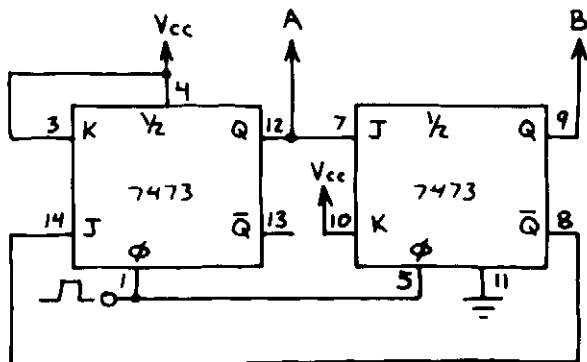 A
B
Vcc
4
3 K ½ Q 12
7 J ½ Q 9
7473
Vcc
7473
14 J Q̅ 13
10 K Q̅ 8
ϕ
ϕ
1
5
11